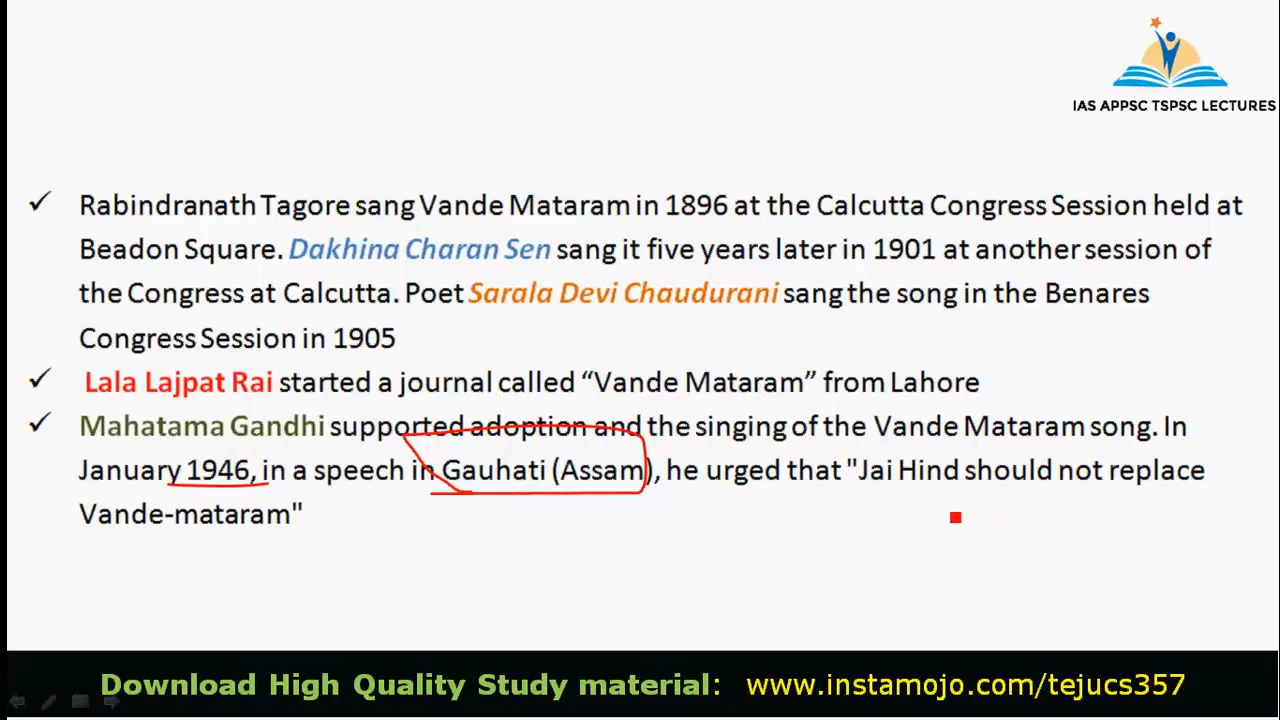 IAS APPSC TSPSC LECTURES
✓ Rabindranath Tagore sang Vande Mataram in 1896 at the Calcutta Congress Session held at
Beadon Square. Dakhina Charan Sen sang it five years later in 1901 at another session of
the Congress at Calcutta. Poet Sarala Devi Chaudurani sang the song in the Benares
Congress Session in 1905
✓ Lala Lajpat Rai started a journal called “Vande Mataram” from Lahore
✓ Mahatama Gandhi supported adoption and the singing of the Vande Mataram song. In
January 1946, in a speech in Gauhati (Assam), he urged that "Jai Hind should not replace
Vande-mataram"
Download High Quality Study material: www.instamojo.com/tejucs357